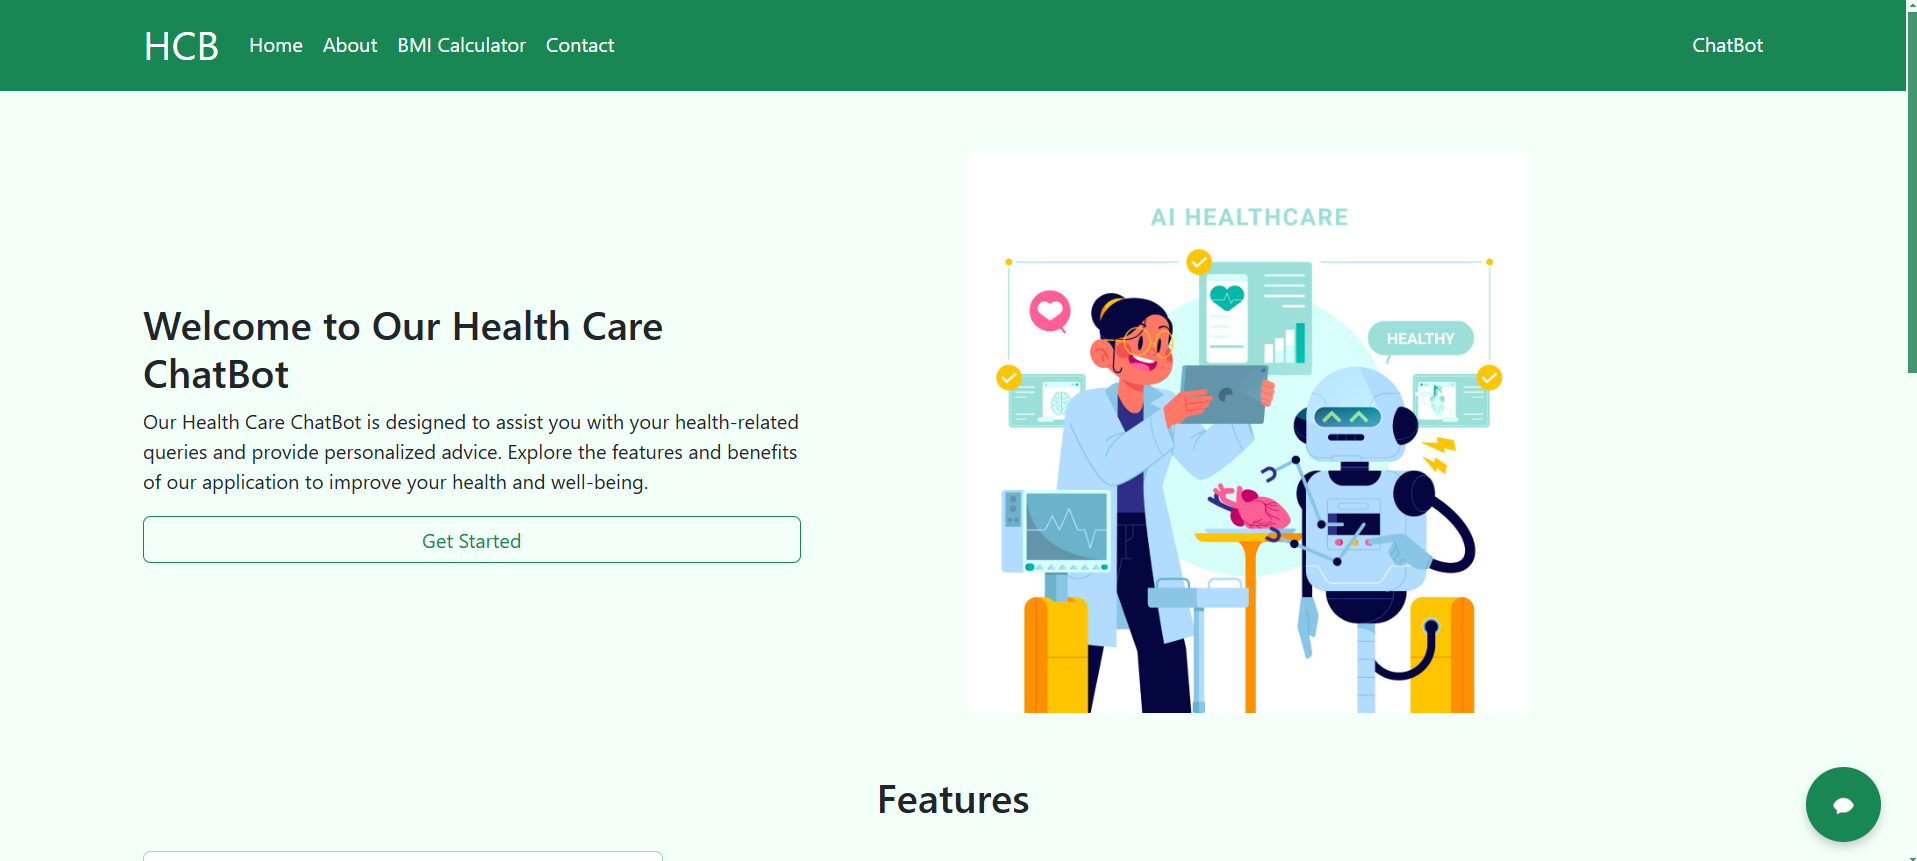 HCB Home About BMI Calculator Contact ChatBot
Welcome to Our Health Care
ChatBot
Our Health Care ChatBot is designed to assist you with your health-related
queries and provide personalized advice. Explore the features and benefits
of our application to improve your health and well-being.
Get Started
AI HEALTHCARE
HEALTHY
Features